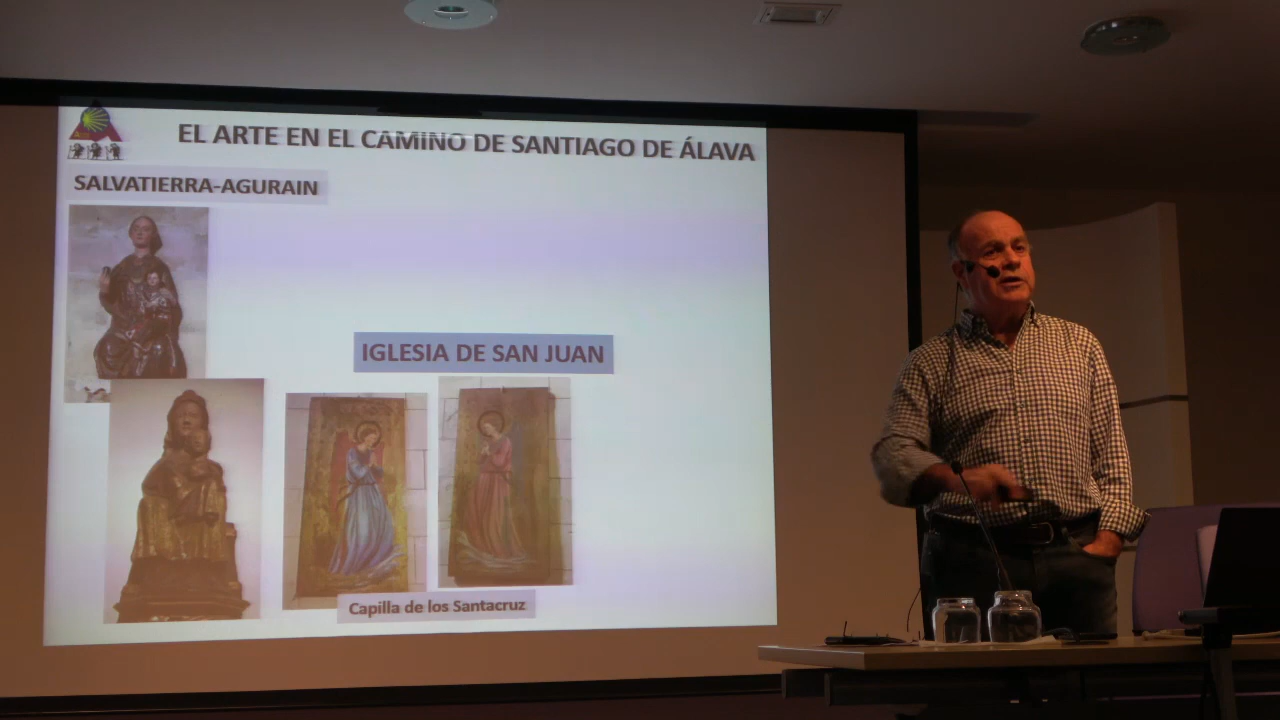 EL ARTE EN EL CAMINO DE SANTIAGO DE ÁLAVA
SALVATIERRA-AGURAIN
IGLESIA DE SAN JUAN
Capilla de los Santacruz